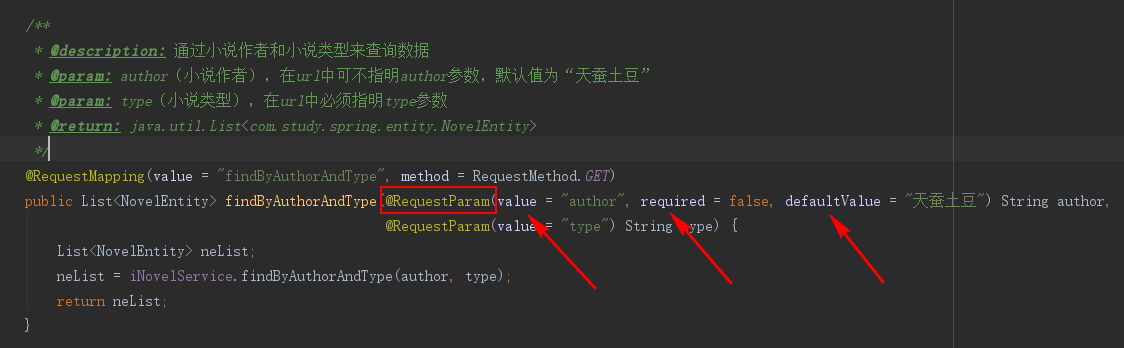 /**
* @description: 通过小说作者和小说类型来查询数据
* @param: author（小说作者），在url中可不指明author参数，默认值为“天蚕土豆”
* @param: type（小说类型），在url中必须指明type参数
* @return: java.util.List<com.study.spring.entity.NovelEntity>
*/
@RequestMapping(value = "findByAuthorAndType", method = RequestMethod.GET)
public List<NovelEntity> findByAuthorAndType(@RequestParam(value = "author", required = false, defaultValue = "天蚕土豆") String author,
@RequestParam(value = "type") String type) {
List<NovelEntity> neList;
neList = iNovelService.findByAuthorAndType(author, type);
return neList;
}